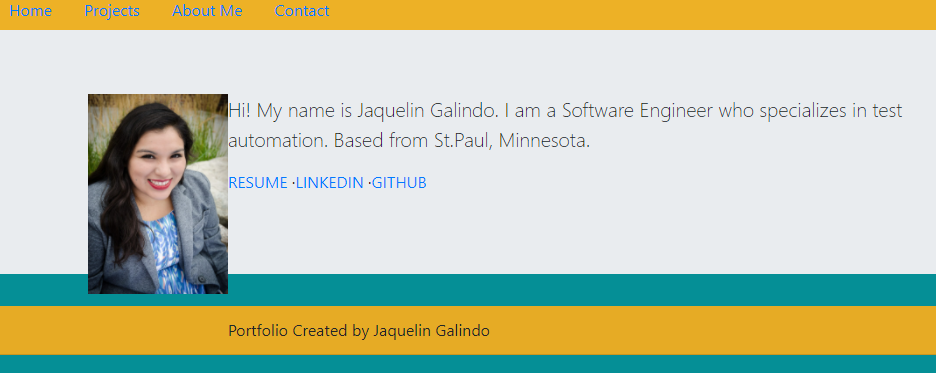 Home Projects About Me Contact
Hi! My name is Jaquelin Galindo. I am a Software Engineer who specializes in test
automation. Based from St.Paul, Minnesota.
RESUME ·LINKEDIN ·GITHUB
Portfolio Created by Jaquelin Galindo